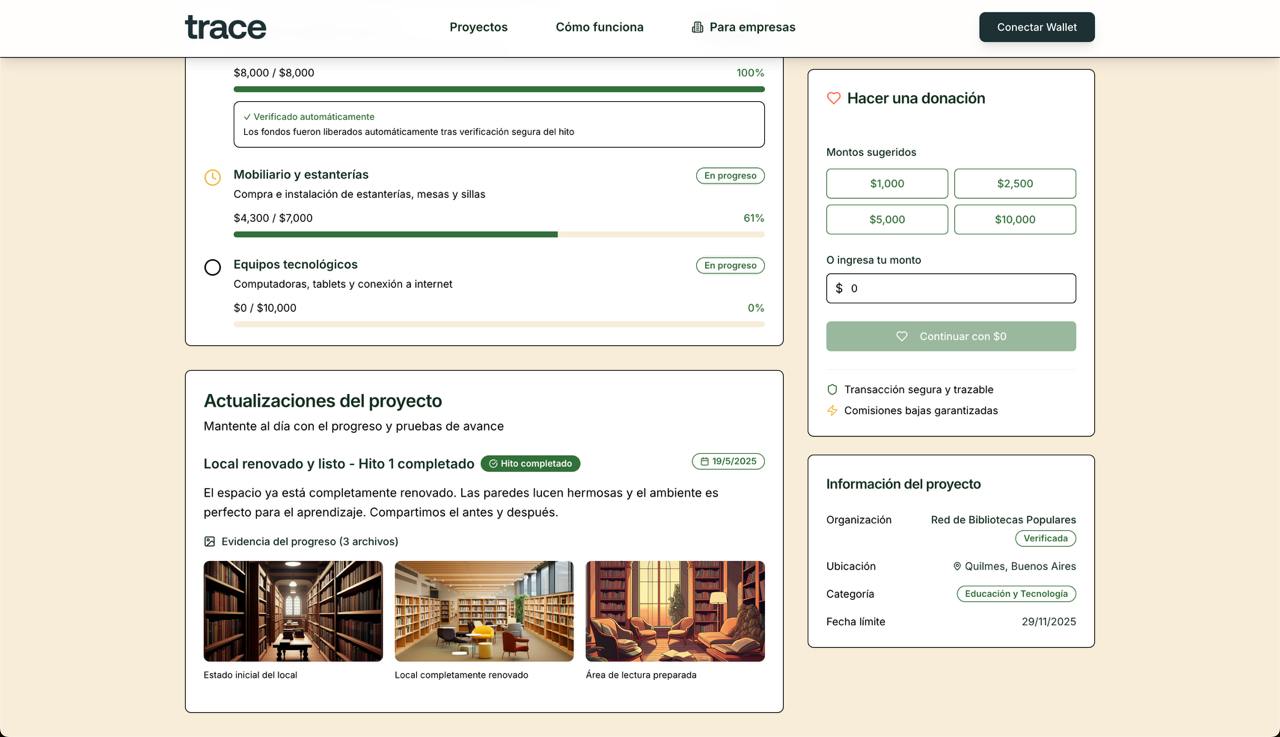 trace
Proyectos
Cómo funciona
Para empresas
Conectar Wallet
$8,000 / $8,000
100%
Verificado automáticamente
Los fondos fueron liberados automáticamente tras verificación segura del hito
Mobiliario y estanterías
En progreso
Compra e instalación de estanterías, mesas y sillas
$4,300 / $7,000
61%
Equipos tecnológicos
En progreso
Computadoras, tablets y conexión a internet
$0 / $10,000
0%
Actualizaciones del proyecto
Mantente al día con el progreso y pruebas de avance
Local renovado y listo - Hito 1 completado
Hito completado
19/5/2025
El espacio ya está completamente renovado. Las paredes lucen hermosas y el ambiente es
perfecto para el aprendizaje. Compartimos el antes y después.
Evidencia del progreso (3 archivos)
Estado inicial del local
Local completamente renovado
Área de lectura preparada
Hacer una donación
Montos sugeridos
$1,000
$2,500
$5,000
$10,000
O ingresa tu monto
$ 0
Continuar con $0
Transacción segura y trazable
Comisiones bajas garantizadas
Información del proyecto
Organización
Red de Bibliotecas Populares
Verificada
Ubicación
Quilmes, Buenos Aires
Categoría
Educación y Tecnología
Fecha límite
29/11/2025